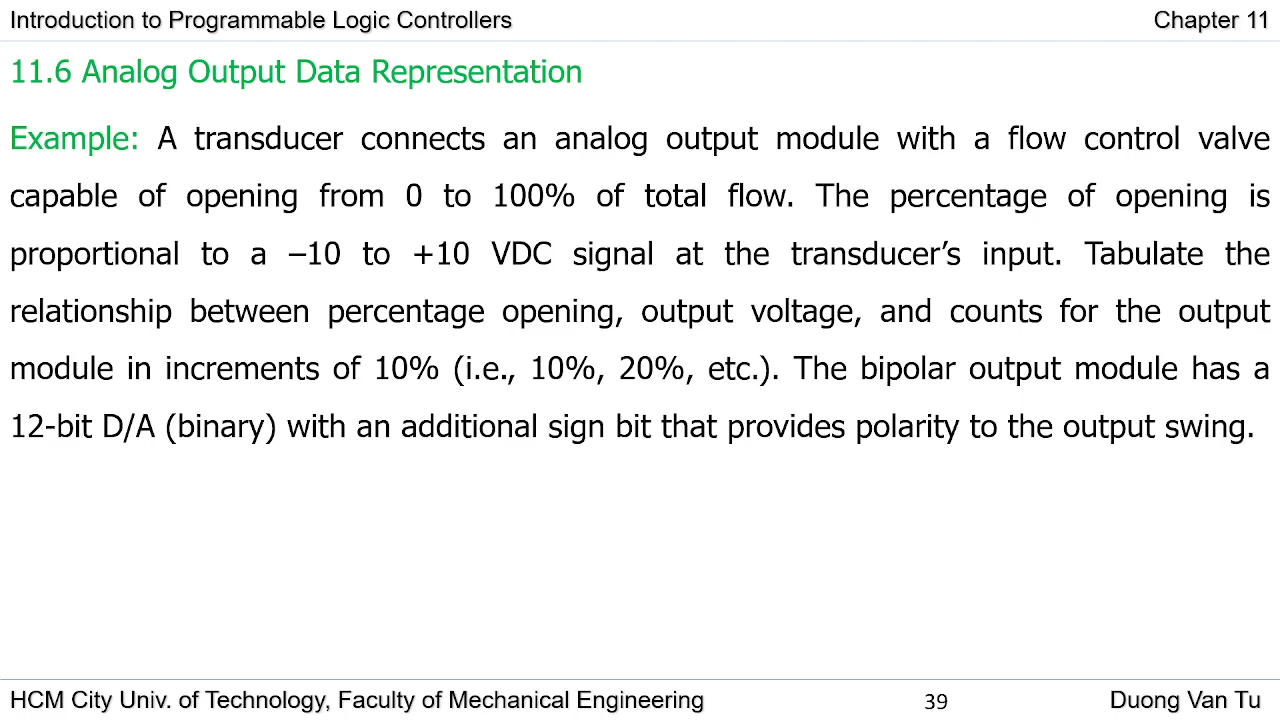 Introduction to Programmable Logic Controllers Chapter 11
11.6 Analog Output Data Representation
Example: A transducer connects an analog output module with a flow control valve
capable of opening from 0 to 100% of total flow. The percentage of opening is
proportional to a –10 to +10 VDC signal at the transducer’s input. Tabulate the
relationship between percentage opening, output voltage, and counts for the output
module in increments of 10% (i.e., 10%, 20%, etc.). The bipolar output module has a
12-bit D/A (binary) with an additional sign bit that provides polarity to the output swing.
HCM City Univ. of Technology, Faculty of Mechanical Engineering 39 Duong Van Tu